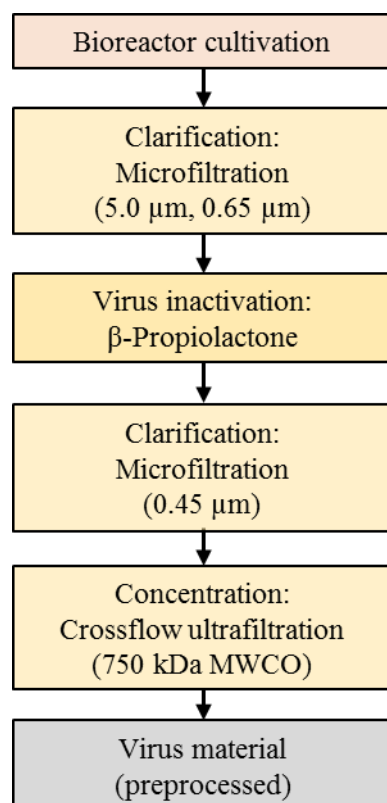 Bioreactor cultivation
Clarification:
Microfiltration
(5.0 µm, 0.65 µm)
Virus inactivation:
β-Propiolactone
Clarification:
Microfiltration
(0.45 µm)
Concentration:
Crossflow ultrafiltration
(750 kDa MWCO)
Virus material
(preprocessed)